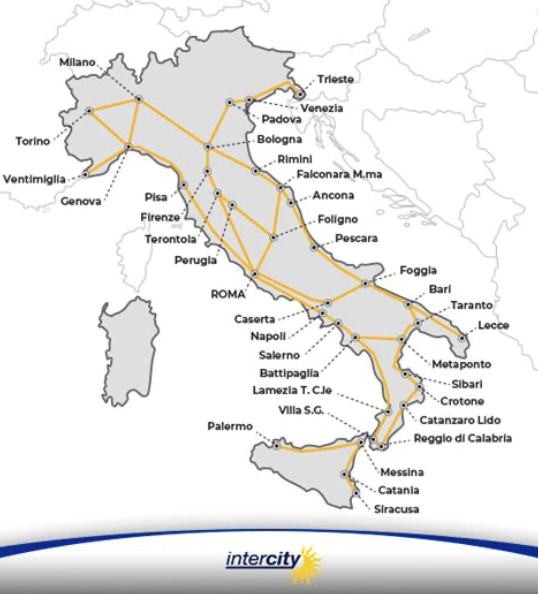 Milano
Trieste
Venezia
Padova
Torino
Bologna
Rimini
Ventimiglia
Falconara M.ma
Genova
Pisa
Ancona
Firenze
Foligno
Terontola
Pescara
Perugia
Foggia
ROMA
Bari
Taranto
Caserta
Lecce
Napoli
Salerno
Metaponto
Battipaglia
Sibari
Lamezia T. C.le
Crotone
Villa S.G.
Catanzaro Lido
Palermo
Reggio di Calabria
Messina
Catania
Siracusa
intercity